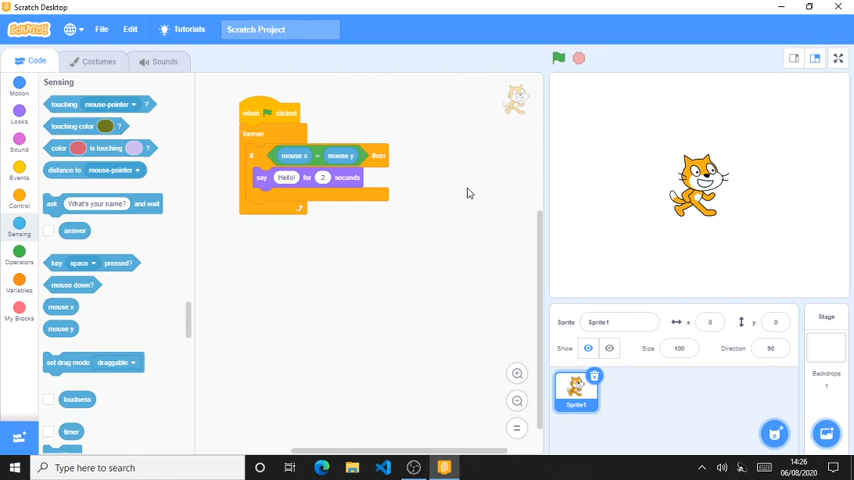 Scratch Desktop
SCRATCH File Edit Tutorials Scratch Project
Code Costumes Sounds
Motion
Looks
Sound
Events
Control
Sensing
Operators
Variables
My Blocks
Sensing
touching mouse-pointer ?
touching color ?
color is touching ?
distance to mouse-pointer
ask What's your name? and wait
answer
key space pressed?
mouse down?
mouse x
mouse y
set drag mode draggable
loudness
timer
when clicked
forever
if mouse x = mouse y then
say Hello! for 2 seconds
Sprite Sprite1 x 0 y 0
Show Size 100 Direction 90
Sprite1
Stage
Backdrops
1
Type here to search
14:26
06/08/2020